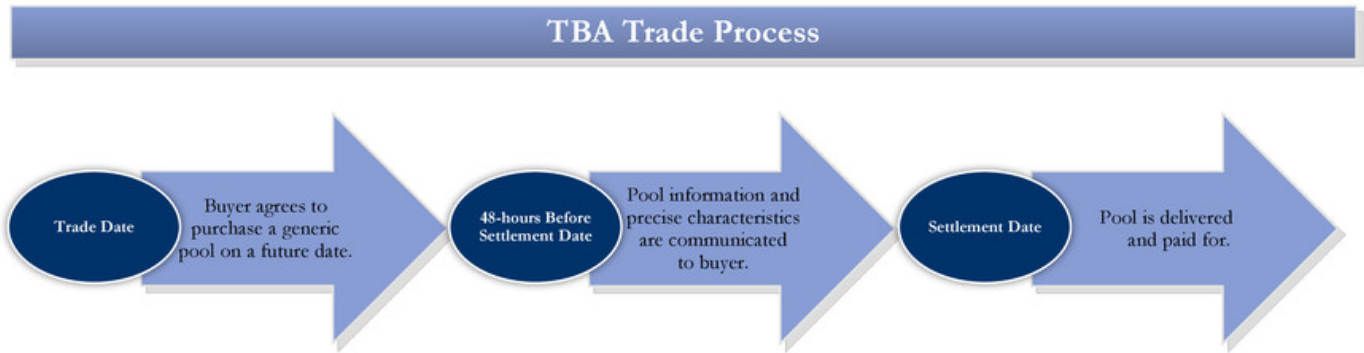 TBA Trade Process
Trade Date
Buyer agrees to
purchase a generic
pool on a future date.
48-hours Before
Settlement Date
Pool information and
precise characteristics
are communicated
to buyer.
Settlement Date
Pool is delivered
and paid for.